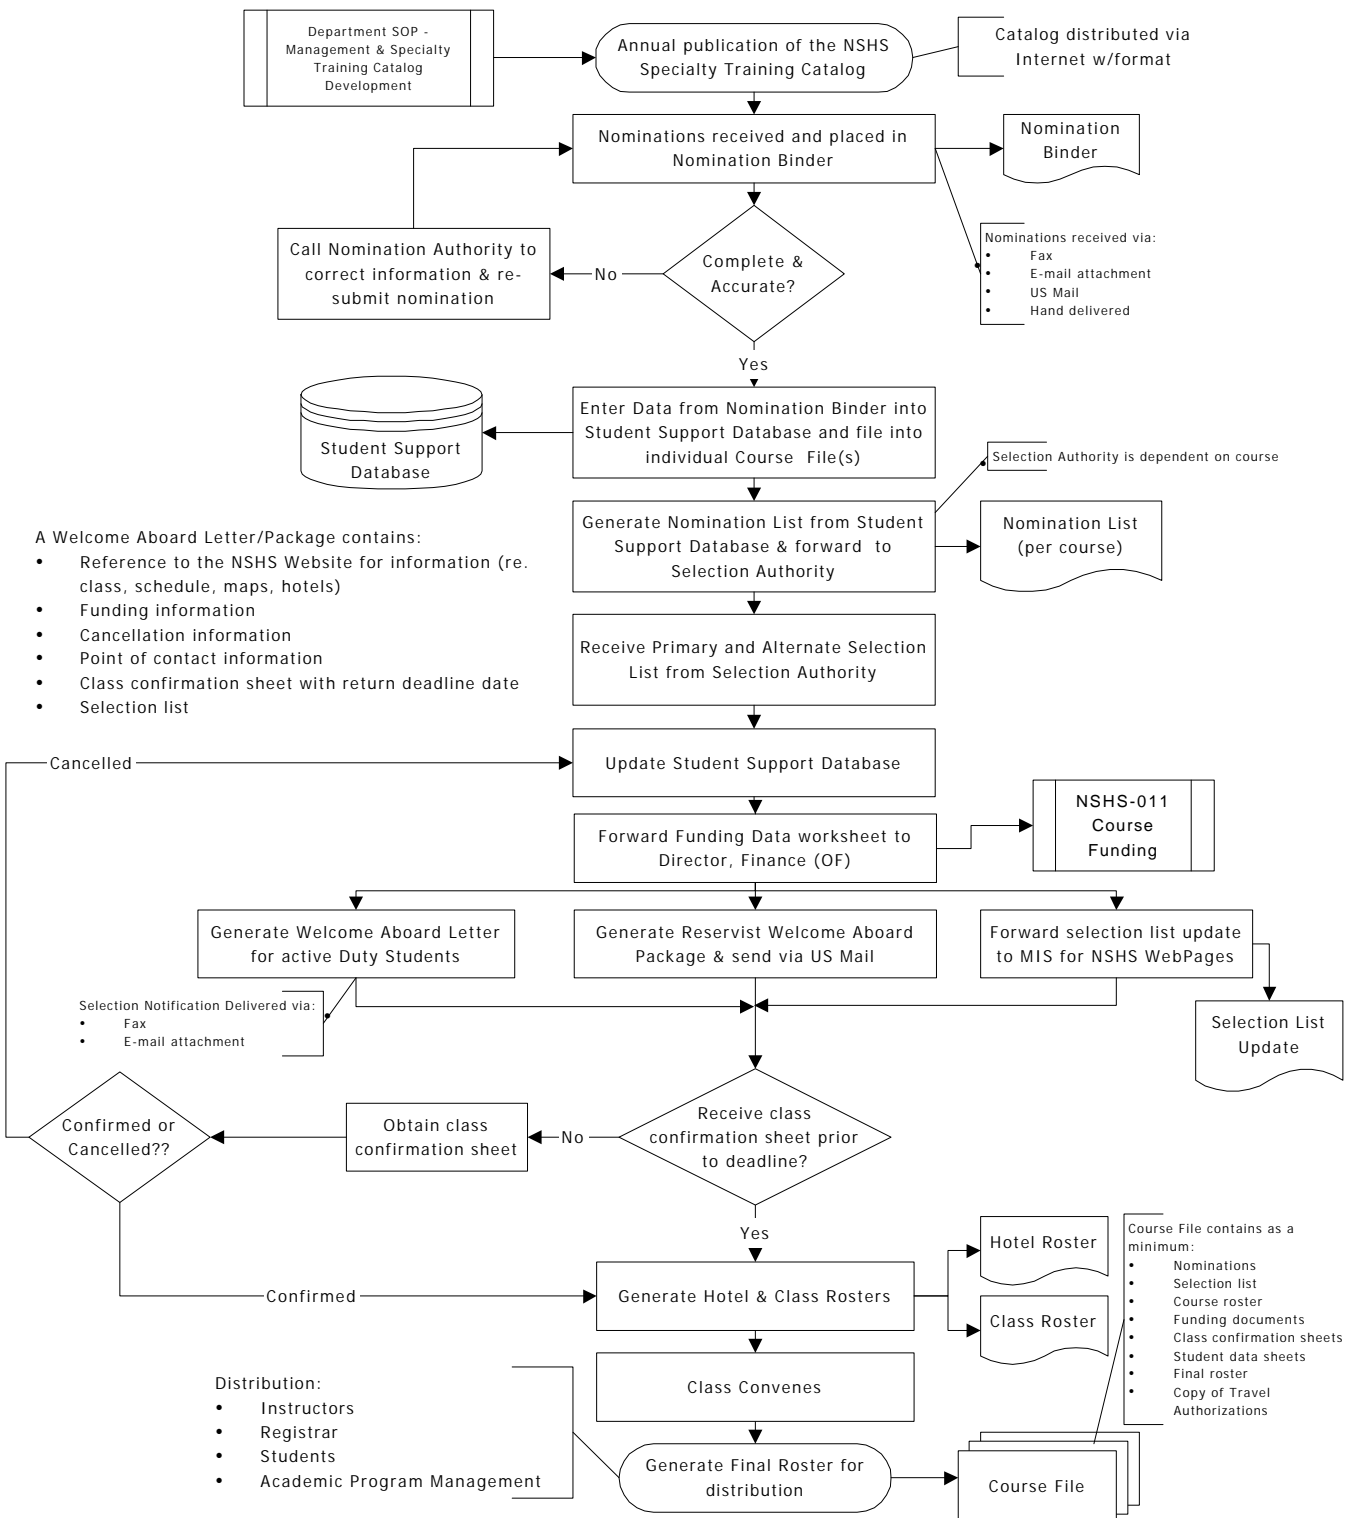 Department SOP -
Management & Specialty
Training Catalog
Development
Annual publication of the NSHS
Specialty Training Catalog
Catalog distributed via
Internet w/format
Nominations received and placed in
Nomination Binder
Nomination
Binder
Call Nomination Authority to
correct information & re-
submit nomination
No
Complete &
Accurate?
Nominations received via:
• Fax
• E-mail attachment
• US Mail
• Hand delivered
Yes
Student Support
Database
Enter Data from Nomination Binder into
Student Support Database and file into
individual Course File(s)
Selection Authority is dependent on course
Generate Nomination List from Student
Support Database & forward to
Selection Authority
Nomination List
(per course)
A Welcome Aboard Letter/Package contains:
• Reference to the NSHS Website for information (re.
class, schedule, maps, hotels)
• Funding information
• Cancellation information
• Point of contact information
• Class confirmation sheet with return deadline date
• Selection list
Receive Primary and Alternate Selection
List from Selection Authority
Cancelled
Update Student Support Database
Forward Funding Data worksheet to
Director, Finance (OF)
NSHS-011
Course
Funding
Generate Welcome Aboard Letter
for active Duty Students
Generate Reservist Welcome Aboard
Package & send via US Mail
Forward selection list update
to MIS for NSHS WebPages
Selection Notification Delivered via:
• Fax
• E-mail attachment
Selection List
Update
Confirmed or
Cancelled??
Obtain class
confirmation sheet
No
Receive class
confirmation sheet prior
to deadline?
Yes
Confirmed
Generate Hotel & Class Rosters
Hotel Roster
Class Roster
Course File contains as a
minimum:
• Nominations
• Selection list
• Course roster
• Funding documents
• Class confirmation sheets
• Student data sheets
• Final roster
• Copy of Travel
Authorizations
Class Convenes
Distribution:
• Instructors
• Registrar
• Students
• Academic Program Management
Generate Final Roster for
distribution
Course File